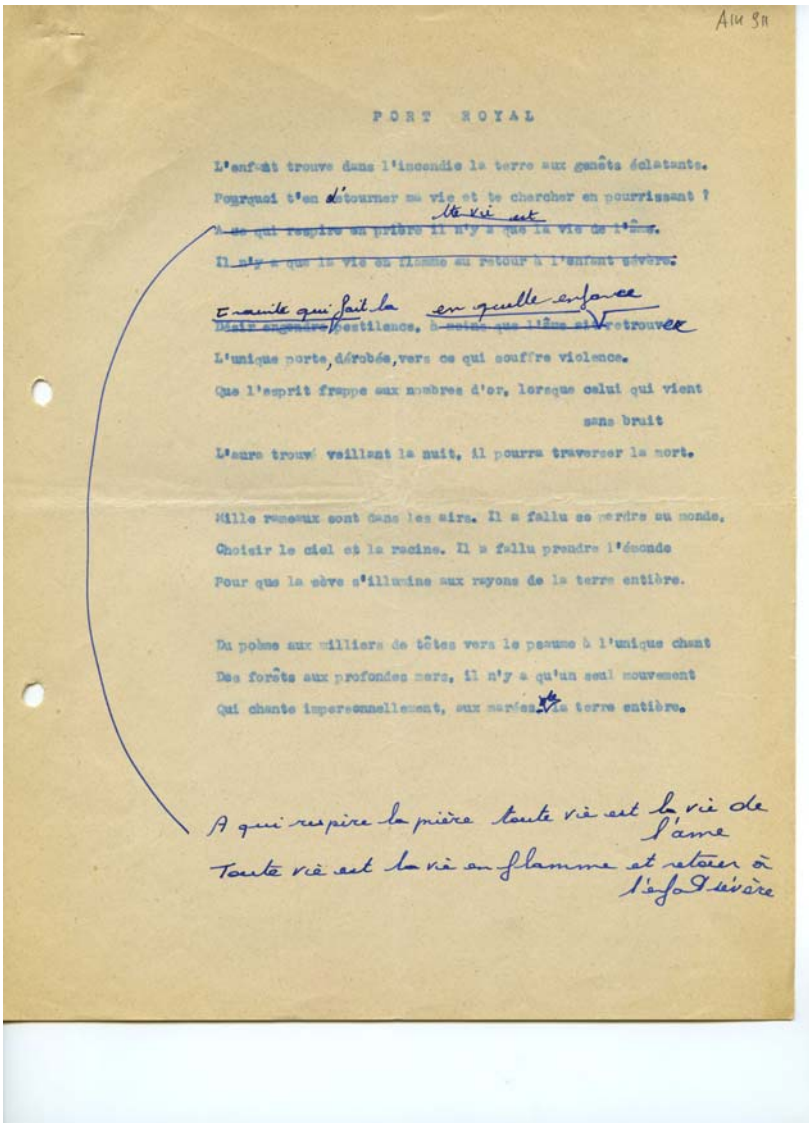 PORT ROYAL
L'enfant trouve dans l'incendie la terre aux genêts éclatants.
Pourquoi t'en détourner ma vie et te chercher en pourrissant ?
vie est
A ce qui respire en prière il n'y a que la vie de l'âme.
Il n'y a que la vie en flamme au retour à l'enfant sévère.
qui fait la en quelle enfance
Désir engendre pestilence, à moins que l'âme ait retrouver
L'unique porte, dérobée, vers ce qui souffre violence.
Que l'esprit frappe aux nombres d'or, lorsque celui qui vient
sans bruit
L'aura trouvé veillant la nuit, il pourra traverser la mort.
Mille rameaux sont dans les airs. Il a fallu se perdre au monde,
Choisir le ciel et la racine. Il a fallu prendre l'émonde
Pour que la sève s'illumine aux rayons de la terre entière.
Du poème aux milliers de têtes vers le psaume à l'unique chant
Des forêts aux profondes mers, il n'y a qu'un seul mouvement
Qui chante impersonnellement, aux marées de la terre entière.
A qui respire la prière toute vie est la vie de
l'âme
Toute vie est la vie en flamme et retour à
l'enfant sévère